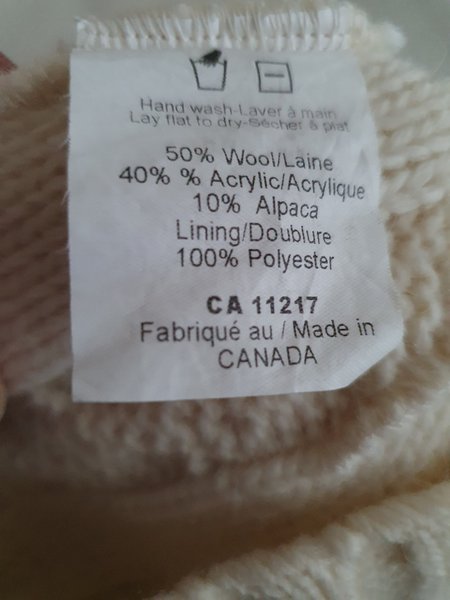 Hand wash-Laver à main
Lay flat to dry-Sécher à plat
50% Wool/Laine
40% % Acrylic/Acrylique
10% Alpaca
Lining/Doublure
100% Polyester
CA 11217
Fabriqué au / Made in
CANADA